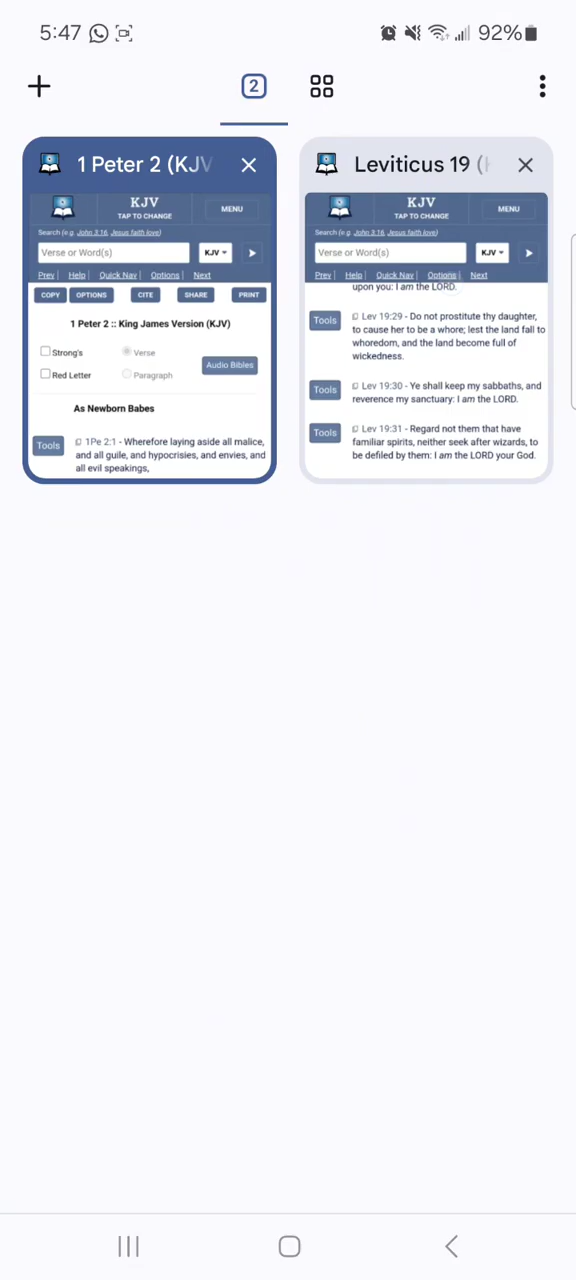 5:47 92%
2
1 Peter 2 (KJV
KJV
TAP TO CHANGE
MENU
Search (e.g. John 3:16, Jesus faith love)
Verse or Word(s) KJV
Prev | Help | Quick Nav | Options | Next
COPY OPTIONS CITE SHARE PRINT
1 Peter 2 :: King James Version (KJV)
Strong's Verse
Audio Bibles
Red Letter Paragraph
As Newborn Babes
Tools 1Pe 2:1 - Wherefore laying aside all malice,
and all guile, and hypocrisies, and envies, and
all evil speakings,
Leviticus 19 (
KJV
TAP TO CHANGE
MENU
Search (e.g. John 3:16, Jesus faith love)
Verse or Word(s) KJV
Prev | Help | Quick Nav | Options | Next
upon you: I am the LORD.
Tools Lev 19:29 - Do not prostitute thy daughter,
to cause her to be a whore; lest the land fall to
whoredom, and the land become full of
wickedness.
Tools Lev 19:30 - Ye shall keep my sabbaths, and
reverence my sanctuary: I am the LORD.
Tools Lev 19:31 - Regard not them that have
familiar spirits, neither seek after wizards, to
be defiled by them: I am the LORD your God.